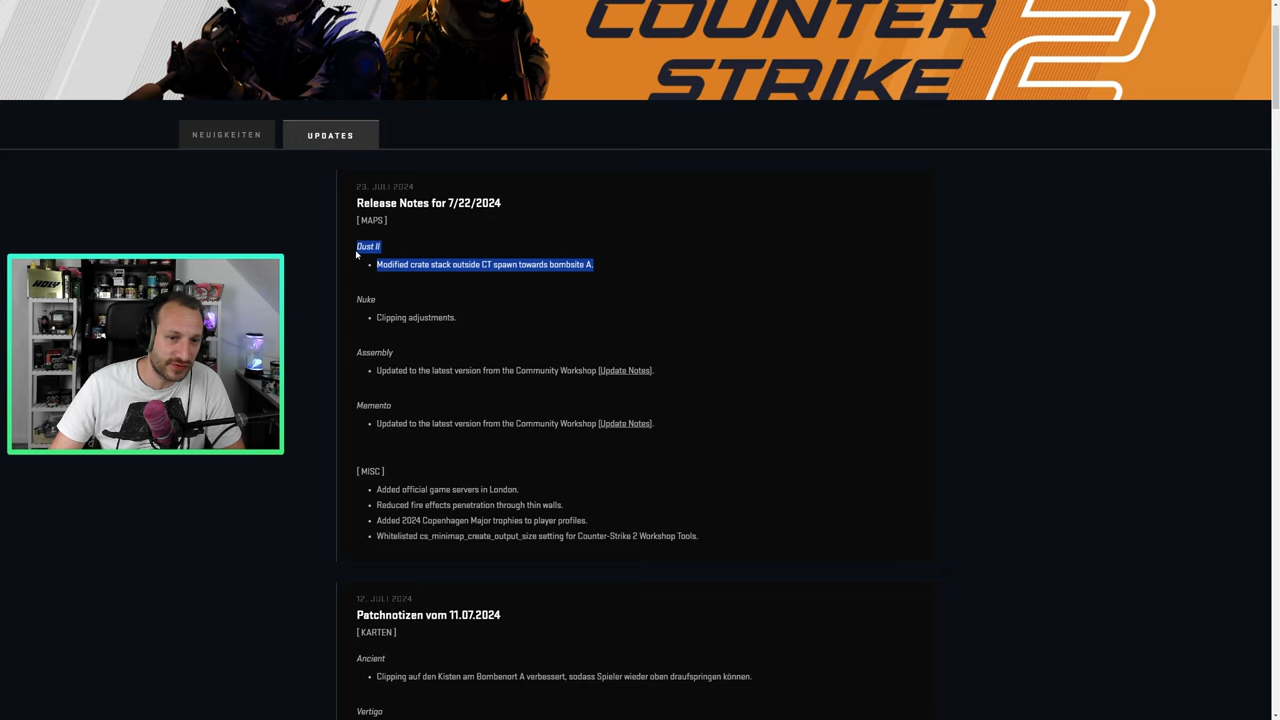 COUNTER
STRIKE
2
NEUIGKEITEN
UPDATES
23. JULI 2024
Release Notes for 7/22/2024
[ MAPS ]
Dust II
• Modified crate stack outside CT spawn towards bombsite A.
Nuke
• Clipping adjustments.
Assembly
• Updated to the latest version from the Community Workshop (Update Notes).
Memento
• Updated to the latest version from the Community Workshop (Update Notes).
[ MISC ]
• Added official game servers in London.
• Reduced fire effects penetration through thin walls.
• Added 2024 Copenhagen Major trophies to player profiles.
• Whitelisted cs_minimap_create_output_size setting for Counter-Strike 2 Workshop Tools.
12. JULI 2024
Patchnotizen vom 11.07.2024
[ KARTEN ]
Ancient
• Clipping auf den Kisten am Bombenort A verbessert, sodass Spieler wieder oben draufspringen können.
Vertigo
HOLY